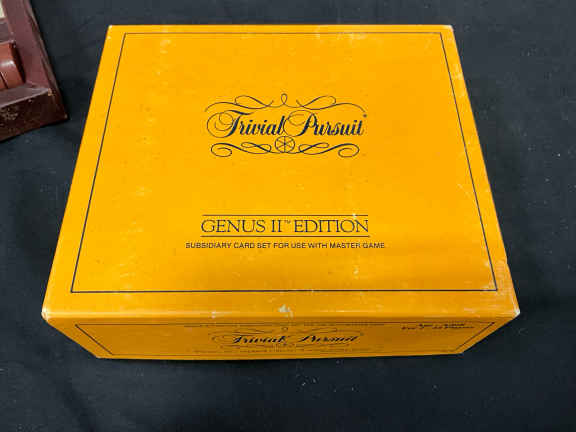 Trivial Pursuit®
GENUS II™ EDITION
SUBSIDIARY CARD SET FOR USE WITH MASTER GAME
Trivial Pursuit